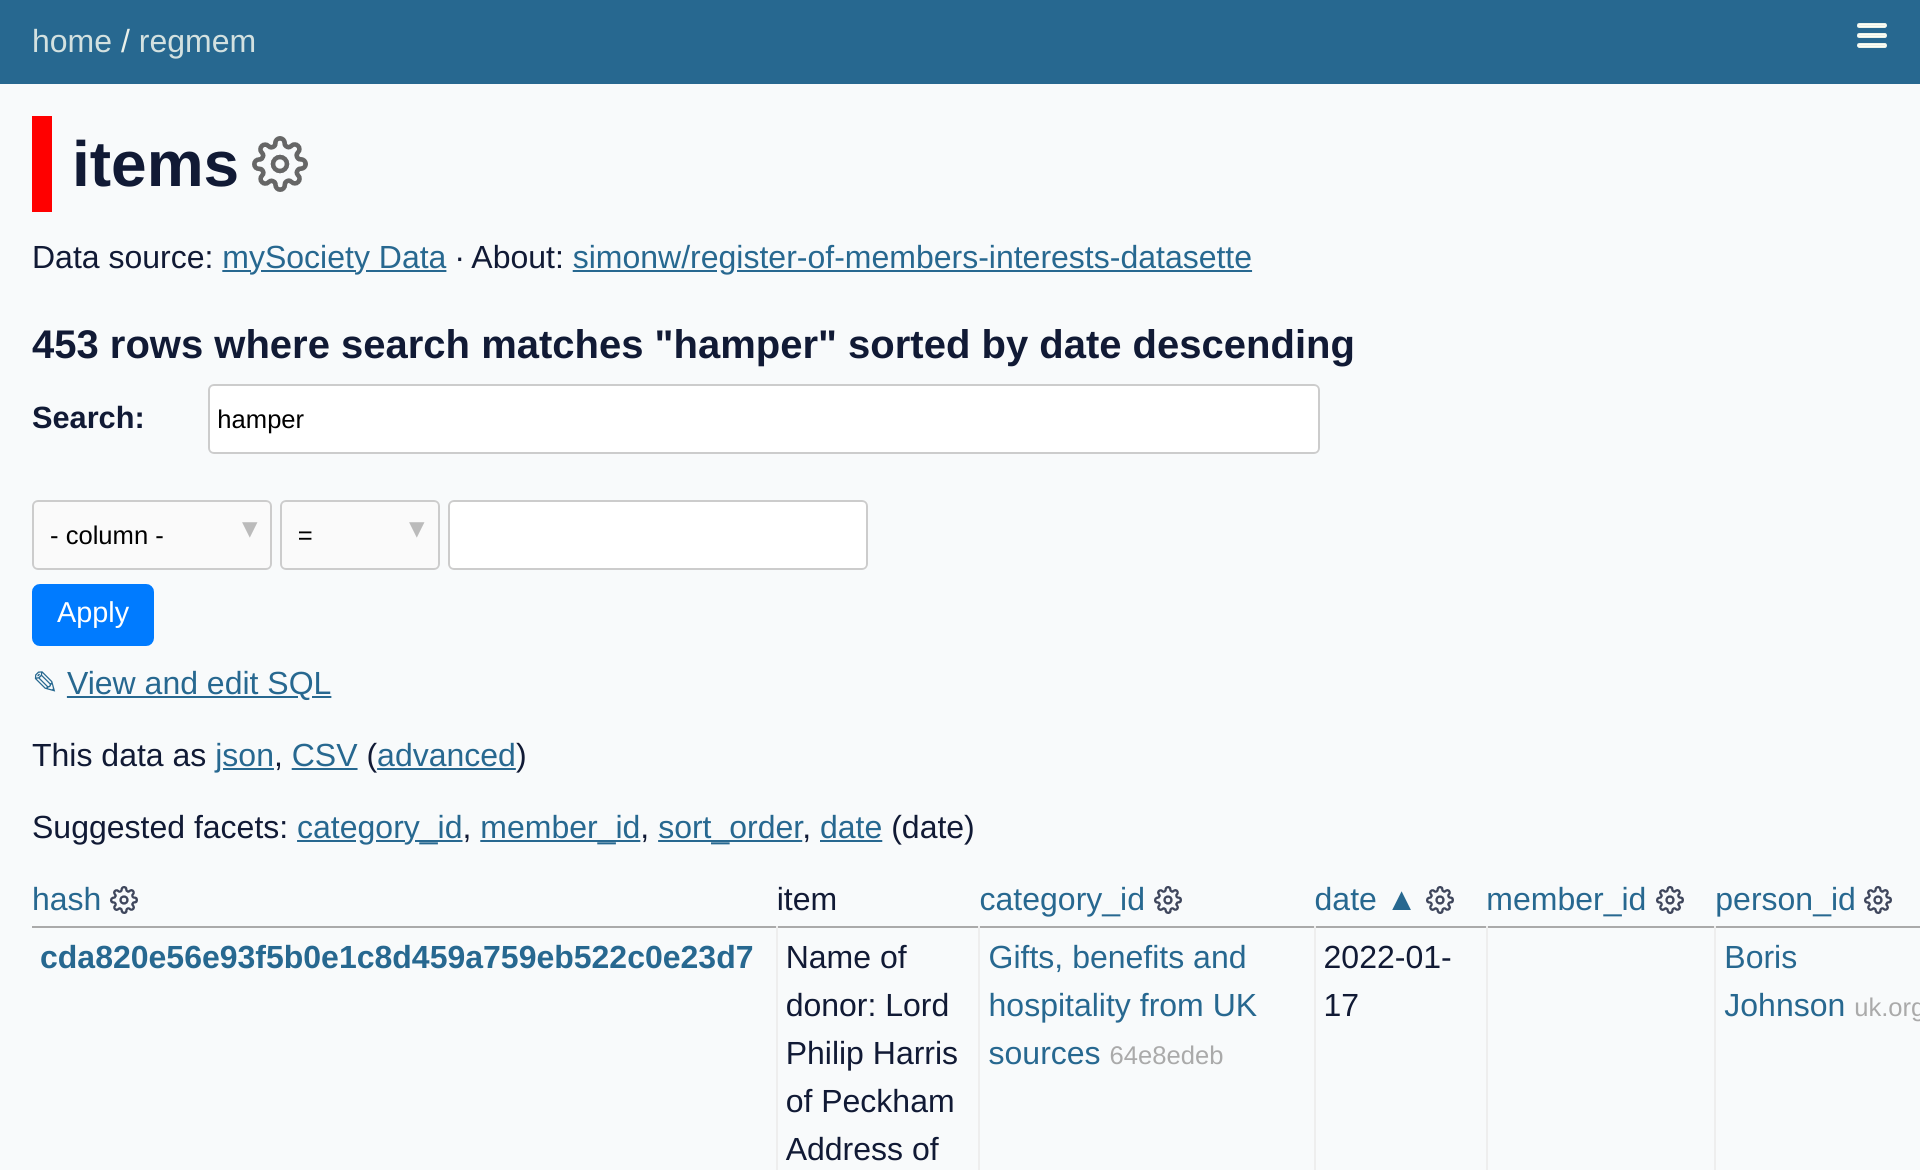 home / regmem
items
Data source: mySociety Data · About: simonw/register-of-members-interests-datasette
453 rows where search matches "hamper" sorted by date descending
Search: hamper
- column - ▼ = ▼
Apply
✎ View and edit SQL
This data as json, CSV (advanced)
Suggested facets: category_id, member_id, sort_order, date (date)
hash item category_id date ▲ member_id person_id
cda820e56e93f5b0e1c8d459a759eb522c0e23d7 Name of Gifts, benefits and 2022-01- Boris
donor: Lord hospitality from UK 17 Johnson uk.org
Philip Harris sources 64e8edeb
of Peckham
Address of